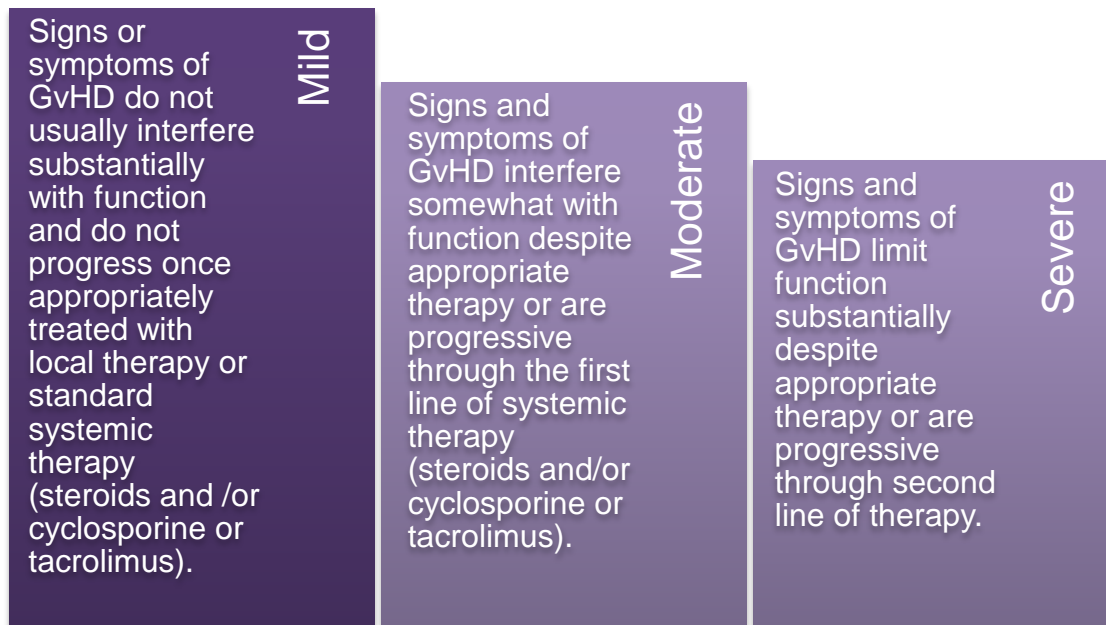 Mild
Signs or
symptoms of
GvHD do not
usually interfere
substantially
with function
and do not
progress once
appropriately
treated with
local therapy or
standard
systemic
therapy
(steroids and /or
cyclosporine or
tacrolimus).
Moderate
Signs and
symptoms of
GvHD interfere
somewhat with
function despite
appropriate
therapy or are
progressive
through the first
line of systemic
therapy
(steroids and/or
cyclosporine or
tacrolimus).
Severe
Signs and
symptoms of
GvHD limit
function
substantially
despite
appropriate
therapy or are
progressive
through second
line of therapy.